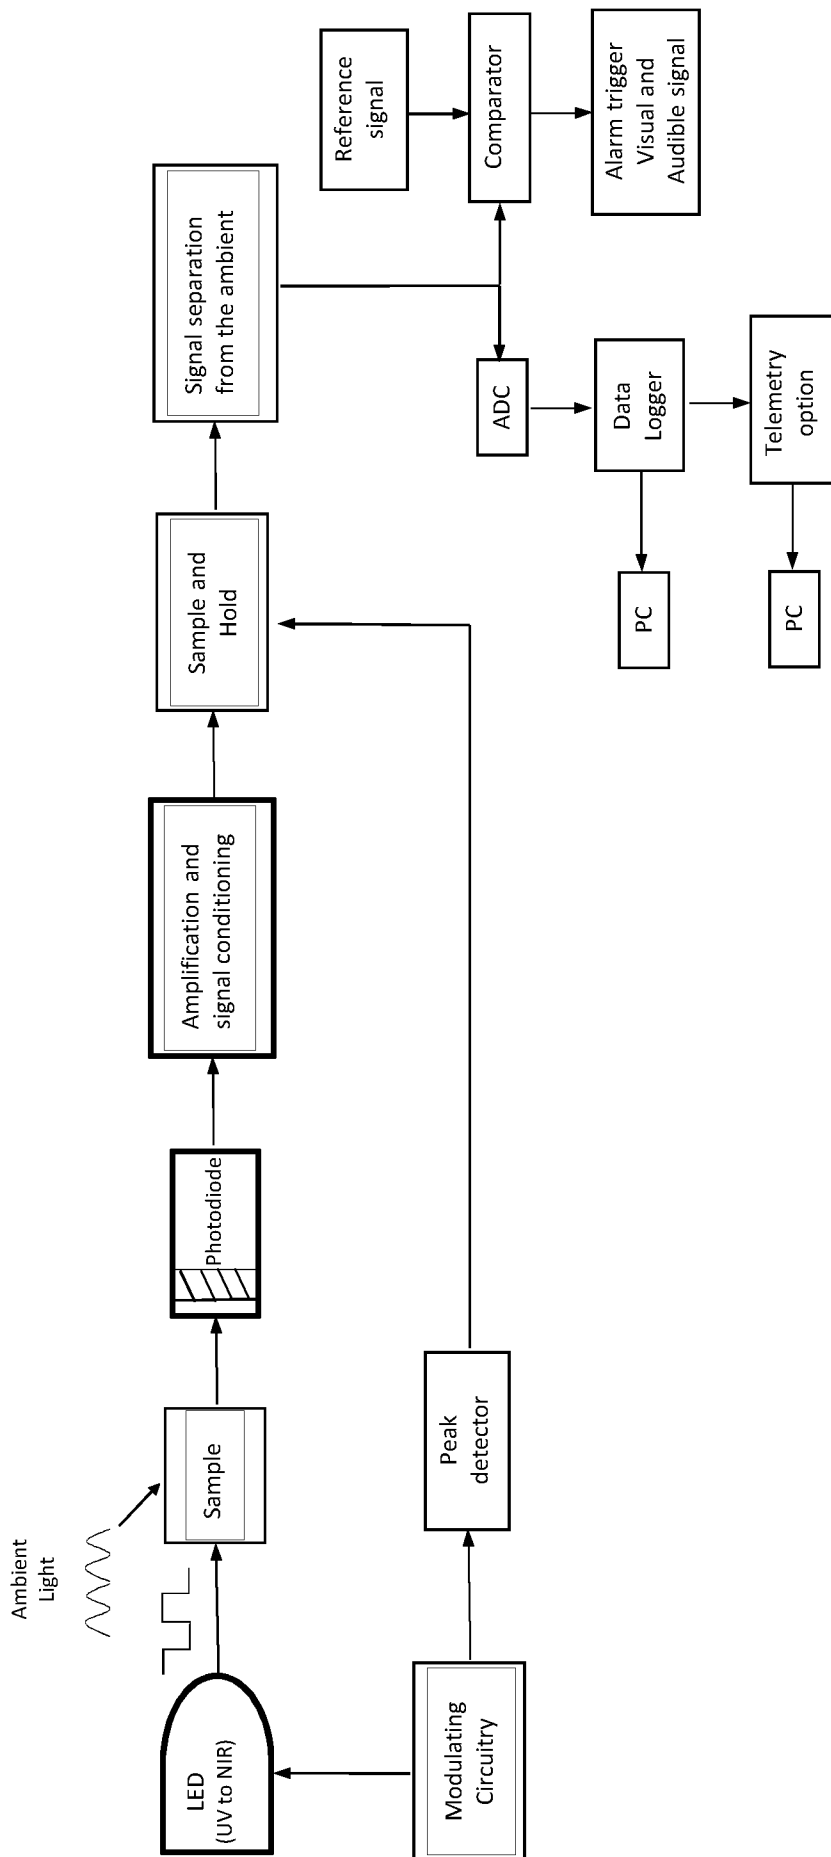 Ambient
Light
LED
(UV to NIR)
Sample
Photodiode
Amplification and
signal conditioning
Sample and
Hold
Signal separation
from the ambient
Modulating
Circuitry
Peak
detector
Reference
signal
Comparator
Alarm trigger
Visual and
Audible signal
ADC
Data
Logger
PC
Telemetry
option
PC